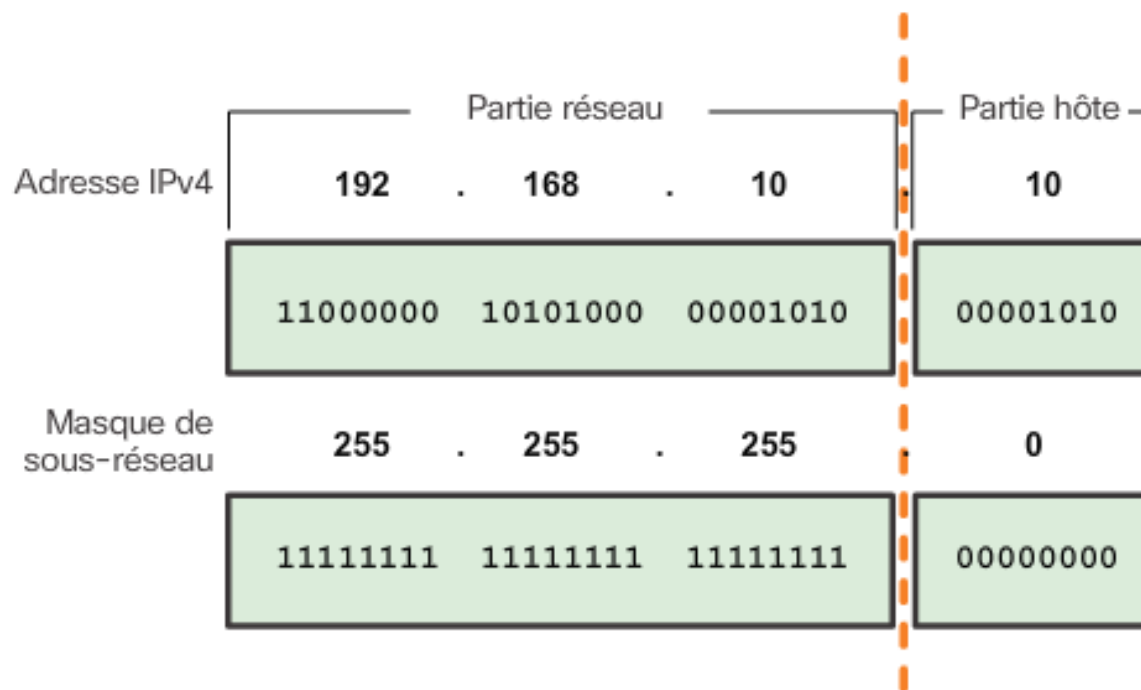 Partie réseau Partie hôte
Adresse IPv4 192 . 168 . 10 . 10
11000000 10101000 00001010 00001010
Masque de
sous-réseau 255 . 255 . 255 . 0
11111111 11111111 11111111 00000000